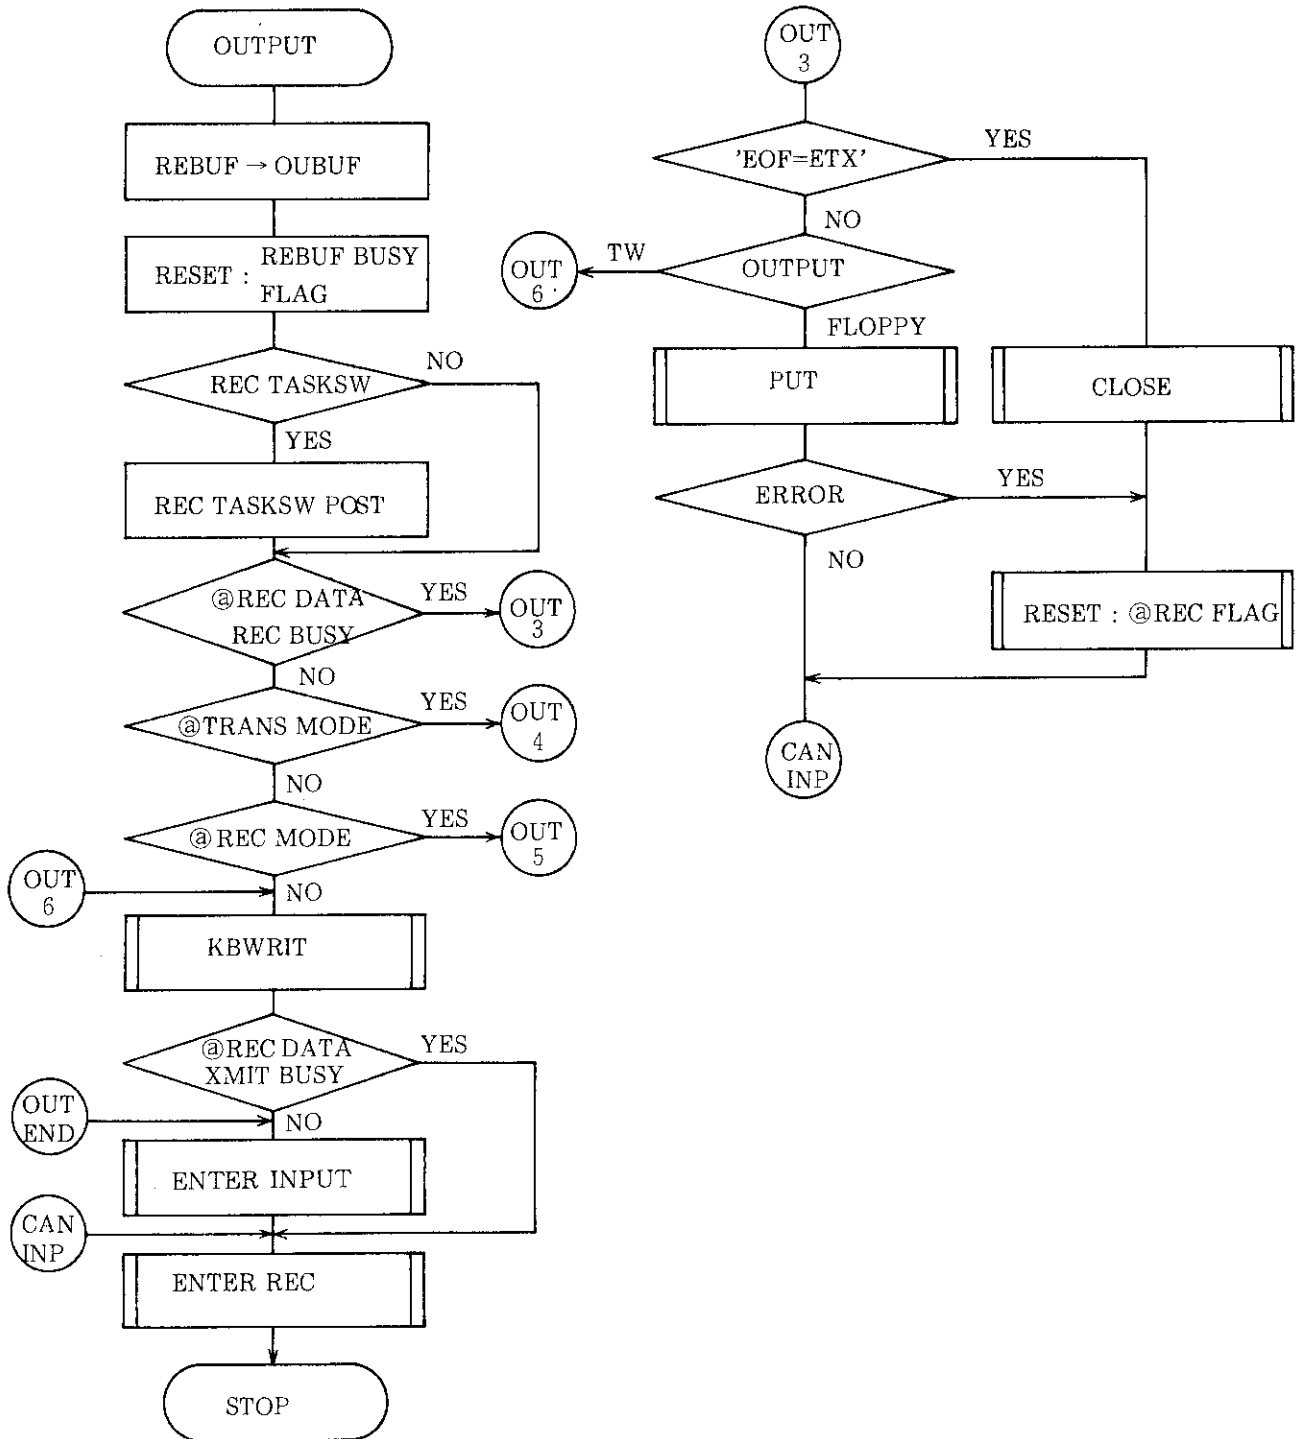 OUTPUT
REBUF → OUBUF
RESET : REBUF BUSY
FLAG
REC TASKSW
NO
YES
REC TASKSW POST
@REC DATA
REC BUSY
YES
OUT
3
NO
@TRANS MODE
YES
OUT
4
NO
@REC MODE
YES
OUT
5
OUT
6
NO
KBWRIT
@REC DATA
XMIT BUSY
YES
OUT
END
NO
ENTER INPUT
CAN
INP
ENTER REC
STOP
OUT
3
'EOF=ETX'
YES
NO
OUTPUT
TW
OUT
6
FLOPPY
PUT
CLOSE
ERROR
YES
NO
RESET : @REC FLAG
CAN
INP